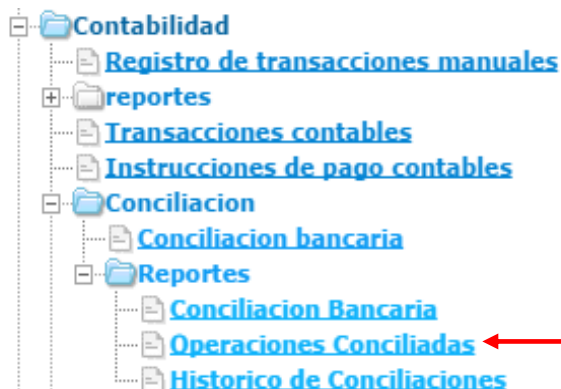 Contabilidad
Registro de transacciones manuales
reportes
Transacciones contables
Instrucciones de pago contables
Conciliacion
Conciliacion bancaria
Reportes
Conciliacion Bancaria
Operaciones Conciliadas
Historico de Conciliaciones